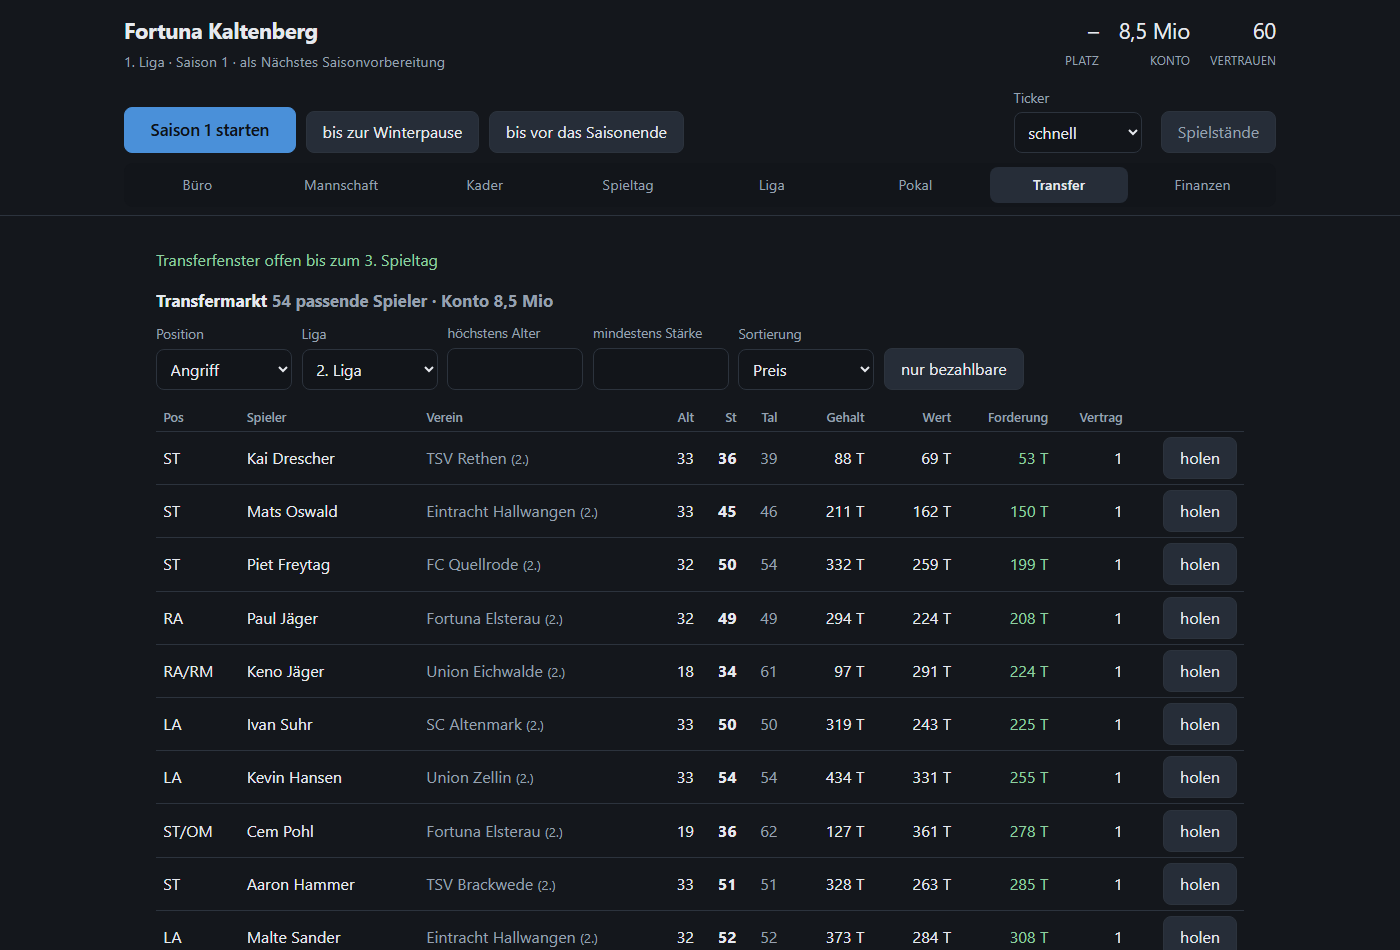 Fortuna Kaltenberg
1. Liga · Saison 1 · als Nächstes Saisonvorbereitung
– 8,5 Mio 60
PLATZ KONTO VERTRAUEN
Ticker
Saison 1 starten bis zur Winterpause bis vor das Saisonende schnell Spielstände
Büro Mannschaft Kader Spieltag Liga Pokal Transfer Finanzen
Transferfenster offen bis zum 3. Spieltag
Transfermarkt 54 passende Spieler · Konto 8,5 Mio
Position Liga höchstens Alter mindestens Stärke Sortierung
Angriff 2. Liga Preis nur bezahlbare
Pos Spieler Verein Alt St Tal Gehalt Wert Forderung Vertrag
ST Kai Drescher TSV Rethen (2.) 33 36 39 88 T 69 T 53 T 1 holen
ST Mats Oswald Eintracht Hallwangen (2.) 33 45 46 211 T 162 T 150 T 1 holen
ST Piet Freytag FC Quellrode (2.) 32 50 54 332 T 259 T 199 T 1 holen
RA Paul Jäger Fortuna Elsterau (2.) 32 49 49 294 T 224 T 208 T 1 holen
RA/RM Keno Jäger Union Eichwalde (2.) 18 34 61 97 T 291 T 224 T 1 holen
LA Ivan Suhr SC Altenmark (2.) 33 50 50 319 T 243 T 225 T 1 holen
LA Kevin Hansen Union Zellin (2.) 33 54 54 434 T 331 T 255 T 1 holen
ST/OM Cem Pohl Fortuna Elsterau (2.) 19 36 62 127 T 361 T 278 T 1 holen
ST Aaron Hammer TSV Brackwede (2.) 33 51 51 328 T 263 T 285 T 1 holen
LA Malte Sander Eintracht Hallwangen (2.) 32 52 52 373 T 284 T 308 T 1 holen